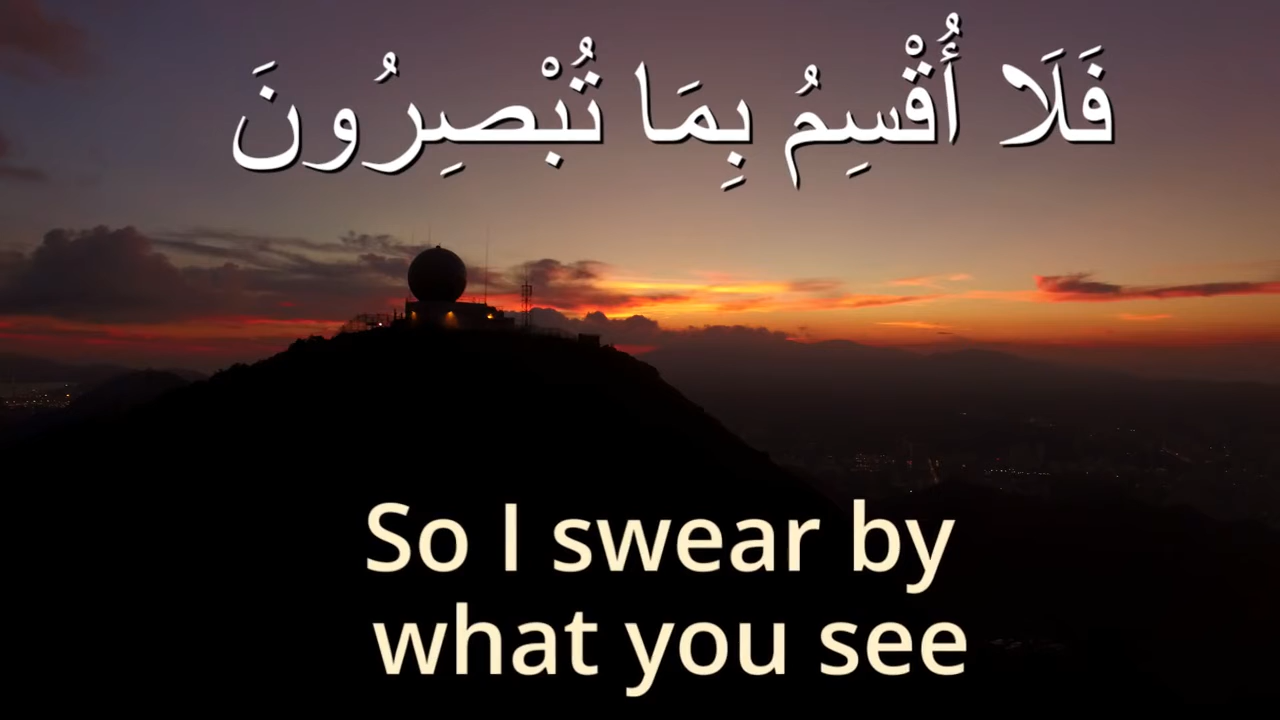 فَلَا أُقْسِمُ بِمَا تُبْصِرُونَ
So I swear by
what you see